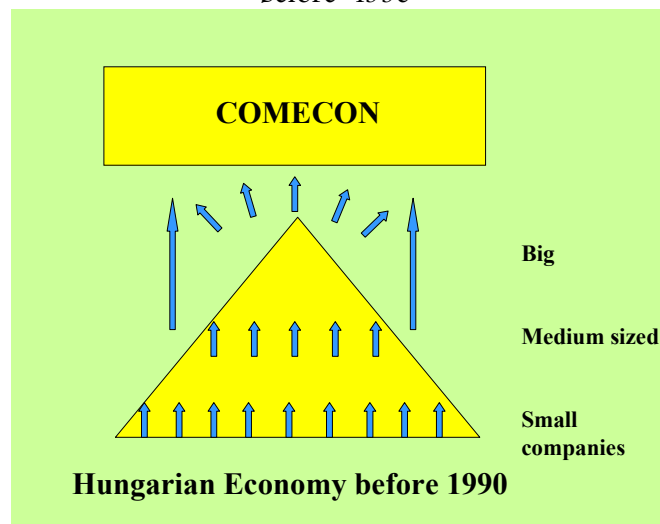 COMECON
Big
Medium sized
Small
companies
Hungarian Economy before 1990